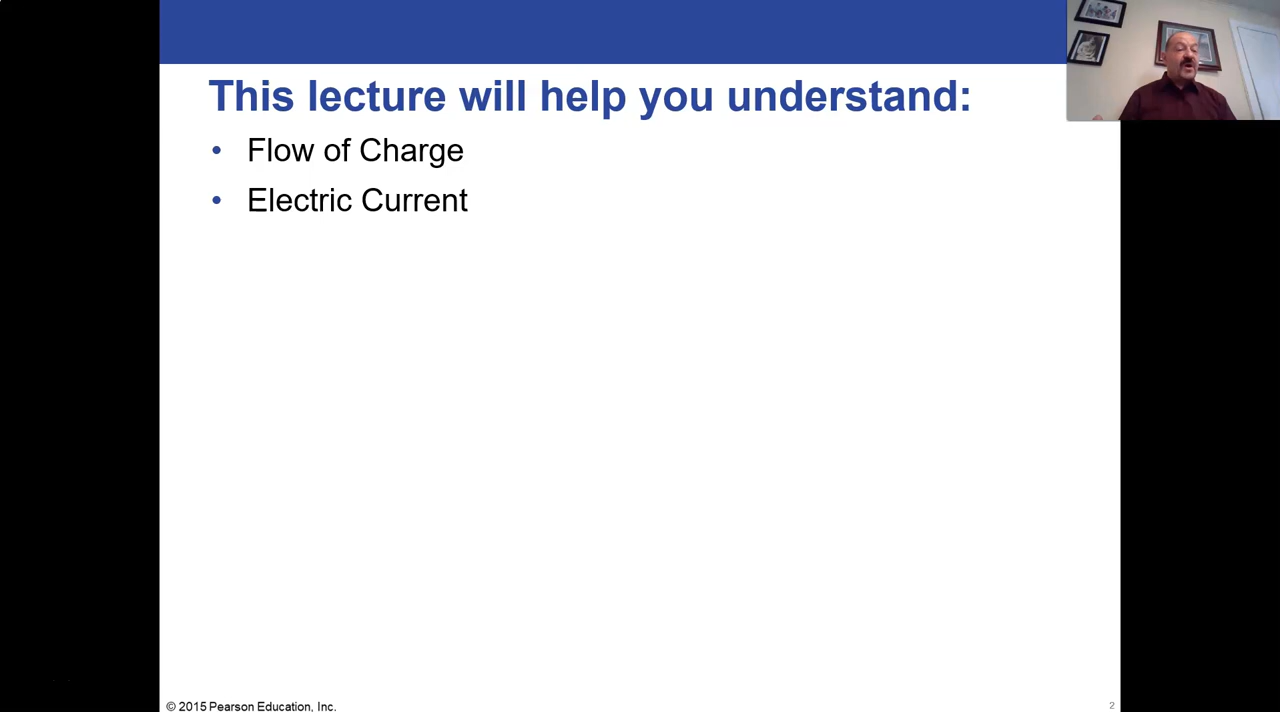 This lecture will help you understand:
• Flow of Charge
• Electric Current
© 2015 Pearson Education, Inc.
2